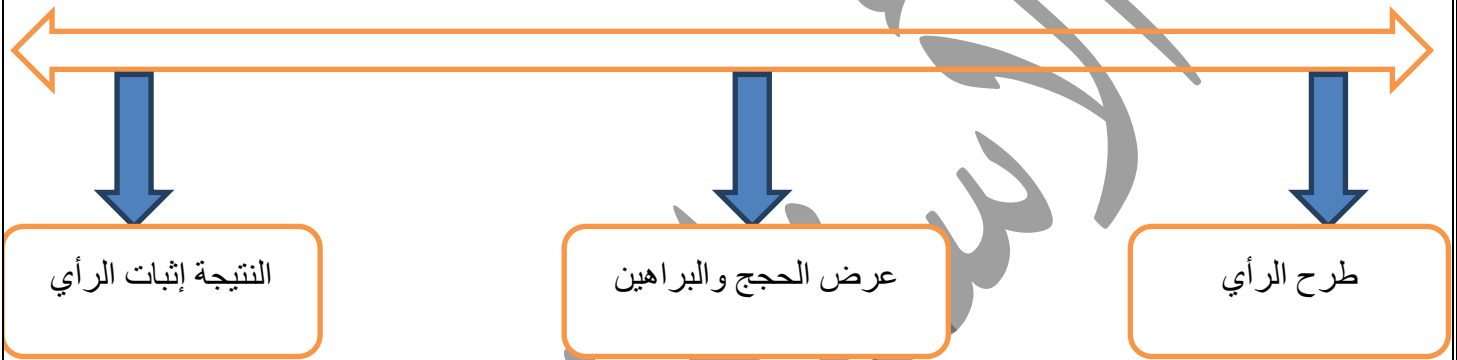 طرح الرأي
عرض الحجج والبراهين
النتيجة إثبات الرأي